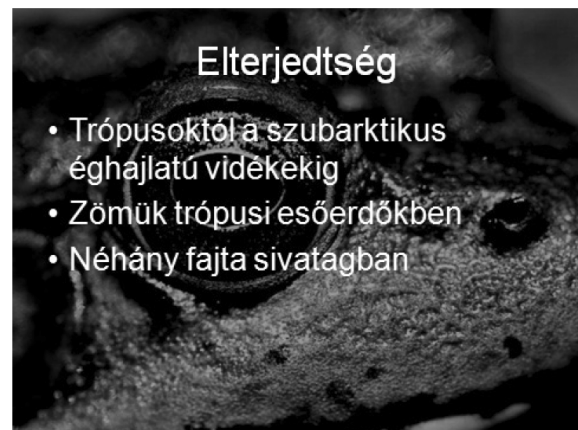 Elterjedtség
• Trópusoktól a szubarktikus
éghajlatú vidékekig
• Zömük trópusi esőerdőkben
• Néhány fajta sivatagban